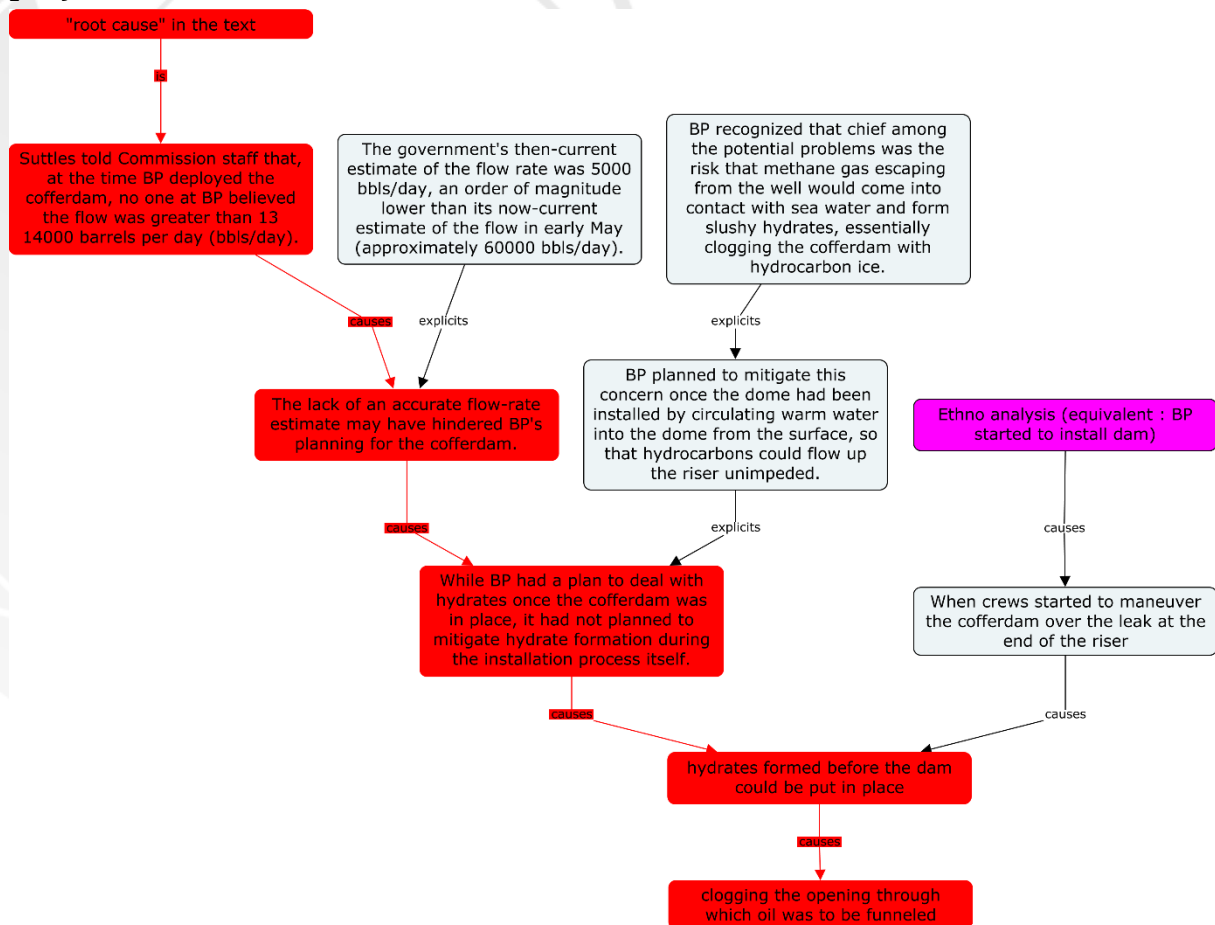 "root cause" in the text
is
Suttles told Commission staff that,
at the time BP deployed the
cofferdam, no one at BP believed
the flow was greater than 13
14000 barrels per day (bbls/day).
The government's then-current
estimate of the flow rate was 5000
bbls/day, an order of magnitude
lower than its now-current
estimate of the flow in early May
(approximately 60000 bbls/day).
BP recognized that chief among
the potential problems was the
risk that methane gas escaping
from the well would come into
contact with sea water and form
slushy hydrates, essentially
clogging the cofferdam with
hydrocarbon ice.
causes
explicits
explicits
The lack of an accurate flow-rate
estimate may have hindered BP's
planning for the cofferdam.
BP planned to mitigate this
concern once the dome had been
installed by circulating warm water
into the dome from the surface, so
that hydrocarbons could flow up
the riser unimpeded.
Ethno analysis (equivalent : BP
started to install dam)
causes
explicits
causes
While BP had a plan to deal with
hydrates once the cofferdam was
in place, it had not planned to
mitigate hydrate formation during
the installation process itself.
When crews started to maneuver
the cofferdam over the leak at the
end of the riser
causes
causes
hydrates formed before the dam
could be put in place
causes
clogging the opening through
which oil was to be funneled